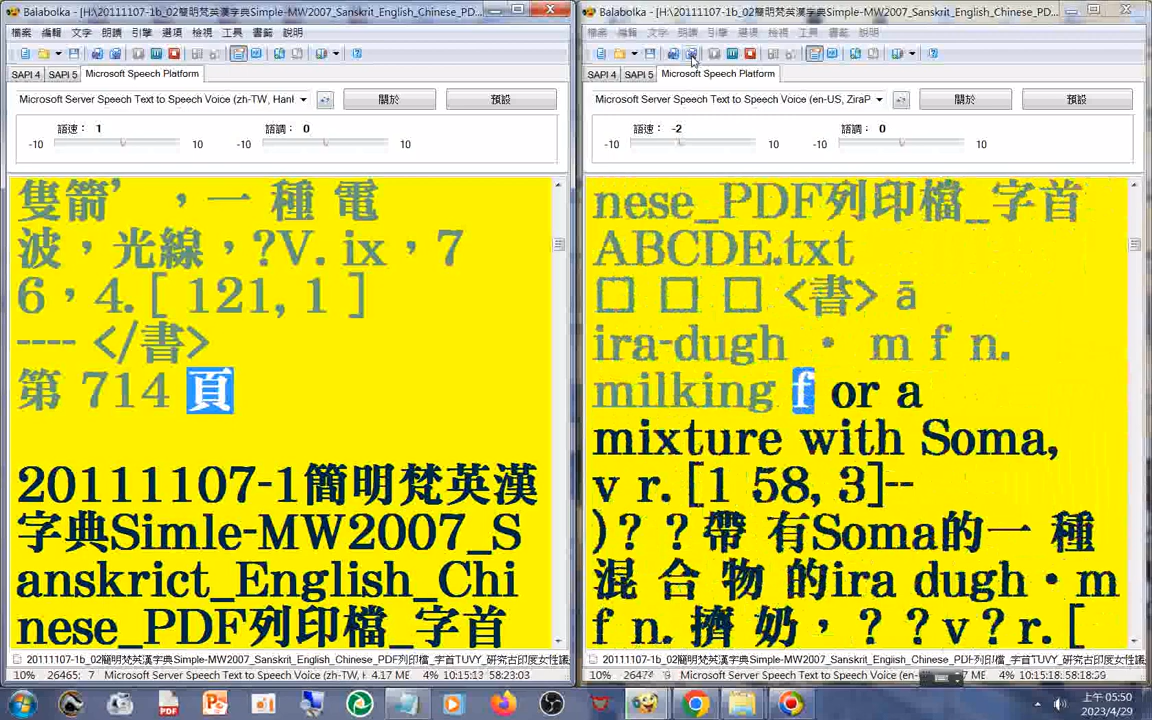 Balabolka - [H:\20111107-1b_02簡明梵英漢字典Simple-MW2007_Sanskrit_English_Chinese_PD...
檔案 編輯 文字 朗讀 引擎 選項 檢視 工具 書籤 說明
SAPI 4 SAPI 5 Microsoft Speech Platform
Microsoft Server Speech Text to Speech Voice (zh-TW, Hanl
關於 預設
語速： 1 語調： 0
-10 10 -10 10
隻箭’ ，一 種 電
波，光線，?V. ix，7
6，4.[ 121, 1 ]
---- </書>
第 714 頁
20111107-1簡明梵英漢
字典Simle-MW2007_S
anskrict_English_Chi
nese_PDF列印檔_字首
20111107-1b_02簡明梵英漢字典Simple-MW2007_Sanskrit_English_Chinese_PDF列印檔_字首TUVY_研究古印度女性議
10% 26465: 7 Microsoft Server Speech Text to Speech Voice (zh-TW, H 4.17 ME 10:15:13 58:23:03
Balabolka - [H:\20111107-1b_02簡明梵英漢字典Simple-MW2007_Sanskrit_English_Chinese_PD...
檔案 編輯 文字 朗讀 引擎 選項 檢視 工具 書籤 說明
SAPI 4 SAPI 5 Microsoft Speech Platform
Microsoft Server Speech Text to Speech Voice (en-US, ZiraP
關於 預設
語速： -2 語調： 0
-10 10 -10 10
nese_PDF列印檔_字首
ABCDE.txt
□ □ □ <書> ā
ira-dugh • m f n.
milking f or a
mixture with Soma,
v r. [1 58, 3]--
)? ? 帶 有Soma的一 種
混 合 物 的ira dugh•m
f n. 擠 奶，? ? v ? r. [
20111107-1b_02簡明梵英漢字典Simple-MW2007_Sanskrit_English_Chinese_PDF列印檔_字首TUVY_研究古印度女性議
10% Microsoft Server Speech Text to Speech Voice 4.17 ME 10:15:18
上午 05:50
2023/4/29